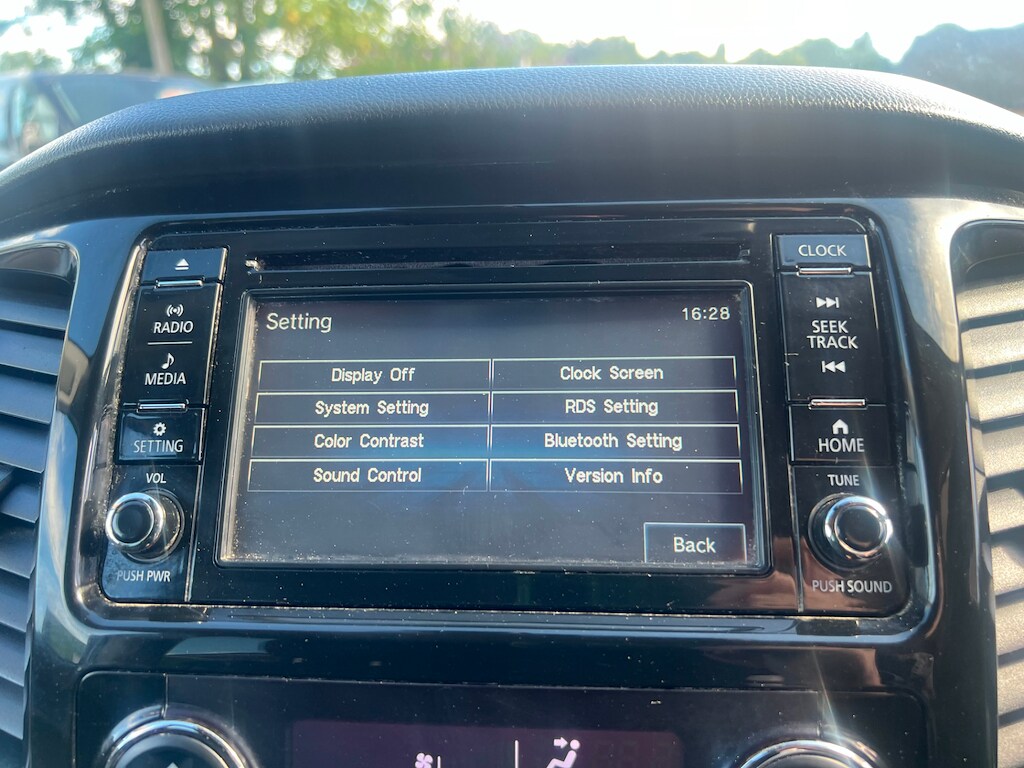 CLOCK
RADIO
MEDIA
SETTING
VOL
PUSH PWR
Setting 16:28
Display Off Clock Screen
System Setting RDS Setting
Color Contrast Bluetooth Setting
Sound Control Version Info
Back
SEEK
TRACK
HOME
TUNE
PUSH SOUND